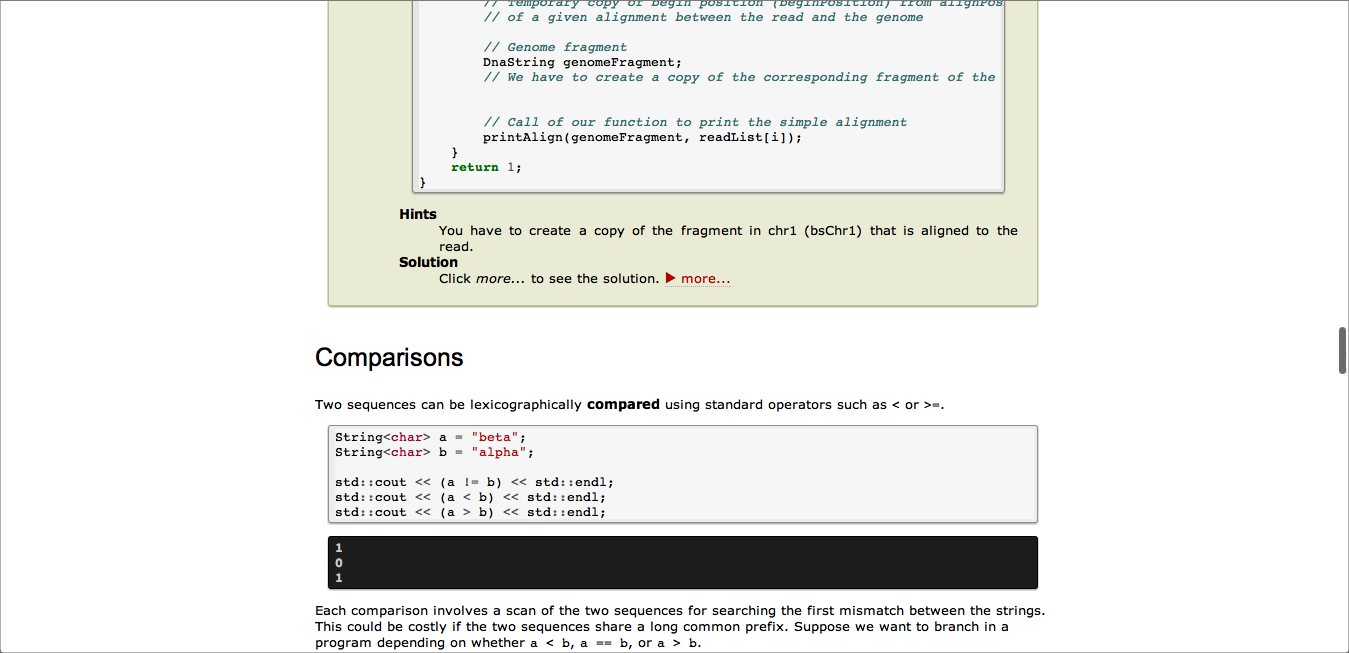 // Temporary copy of begin position (beginPosition) from alignPos
// of a given alignment between the read and the genome
// Genome fragment
DnaString genomeFragment;
// We have to create a copy of the corresponding fragment of the
// Call of our function to print the simple alignment
printAlign(genomeFragment, readList[i]);
}
return 1;
}
Hints
You have to create a copy of the fragment in chr1 (bsChr1) that is aligned to the
read.
Solution
Click more... to see the solution. ▶ more...
Comparisons
Two sequences can be lexicographically compared using standard operators such as < or >=.
String<char> a = "beta";
String<char> b = "alpha";
std::cout << (a != b) << std::endl;
std::cout << (a < b) << std::endl;
std::cout << (a > b) << std::endl;
1
0
1
Each comparison involves a scan of the two sequences for searching the first mismatch between the strings.
This could be costly if the two sequences share a long common prefix. Suppose we want to branch in a
program depending on whether a < b, a == b, or a > b.